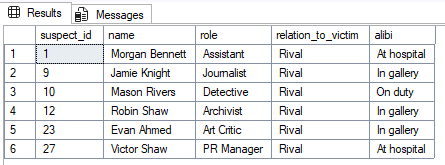 Results Messages
suspect_id name role relation_to_victim alibi
1 1 Morgan Bennett Assistant Rival At hospital
2 9 Jamie Knight Journalist Rival In gallery
3 10 Mason Rivers Detective Rival On duty
4 12 Robin Shaw Archivist Rival In gallery
5 23 Evan Ahmed Art Critic Rival In gallery
6 27 Victor Shaw PR Manager Rival At hospital